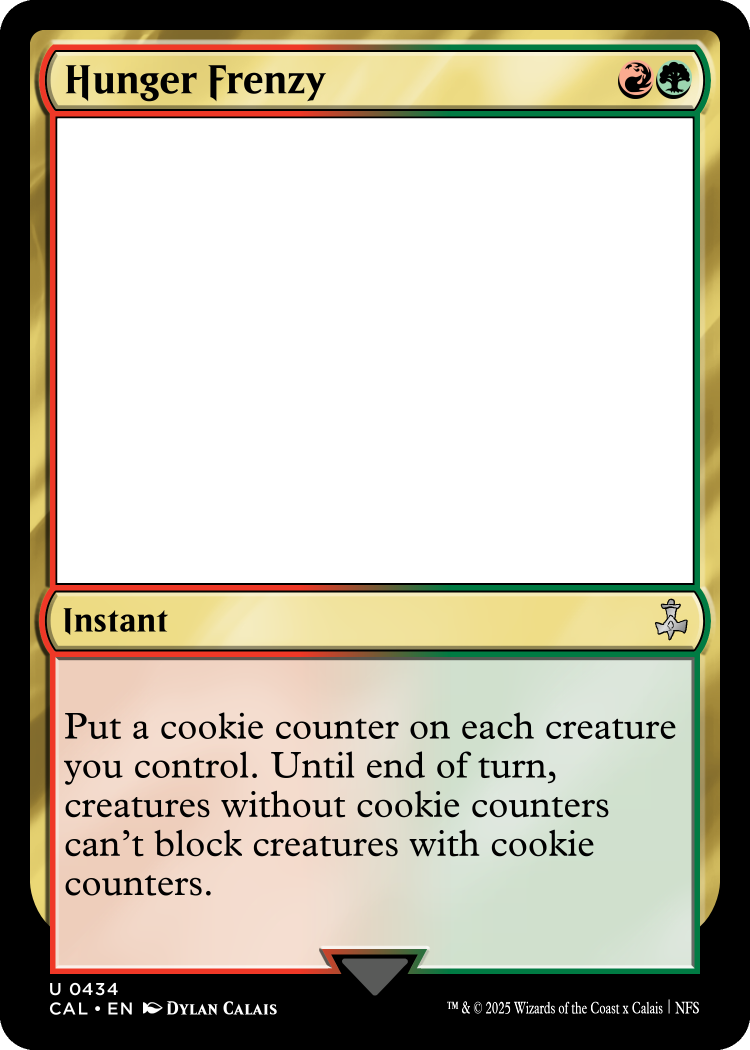 Hunger Frenzy
Instant
Put a cookie counter on each creature
you control. Until end of turn,
creatures without cookie counters
can’t block creatures with cookie
counters.
U 0434
CAL • EN DYLAN CALAIS
™ & © 2025 Wizards of the Coast x Calais | NFS